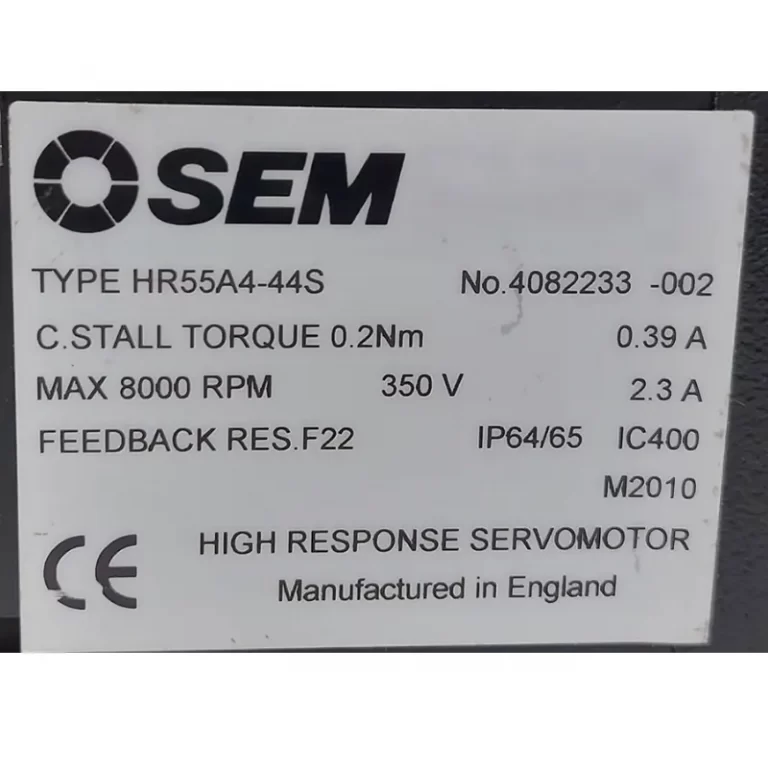 SEM
TYPE HR55A4-44S No.4082233 -002
C.STALL TORQUE 0.2Nm 0.39 A
MAX 8000 RPM 350 V 2.3 A
FEEDBACK RES.F22 IP64/65 IC400
M2010
CE HIGH RESPONSE SERVOMOTOR
Manufactured in England